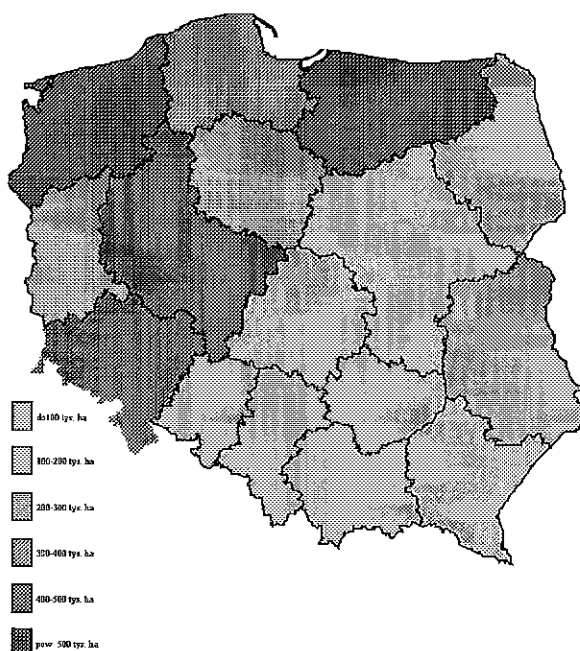 do100 tys. ha
100-200 tys. ha
200-300 tys. ha
300-400 tys. ha
400-500 tys. ha
pow. 500 tys. ha